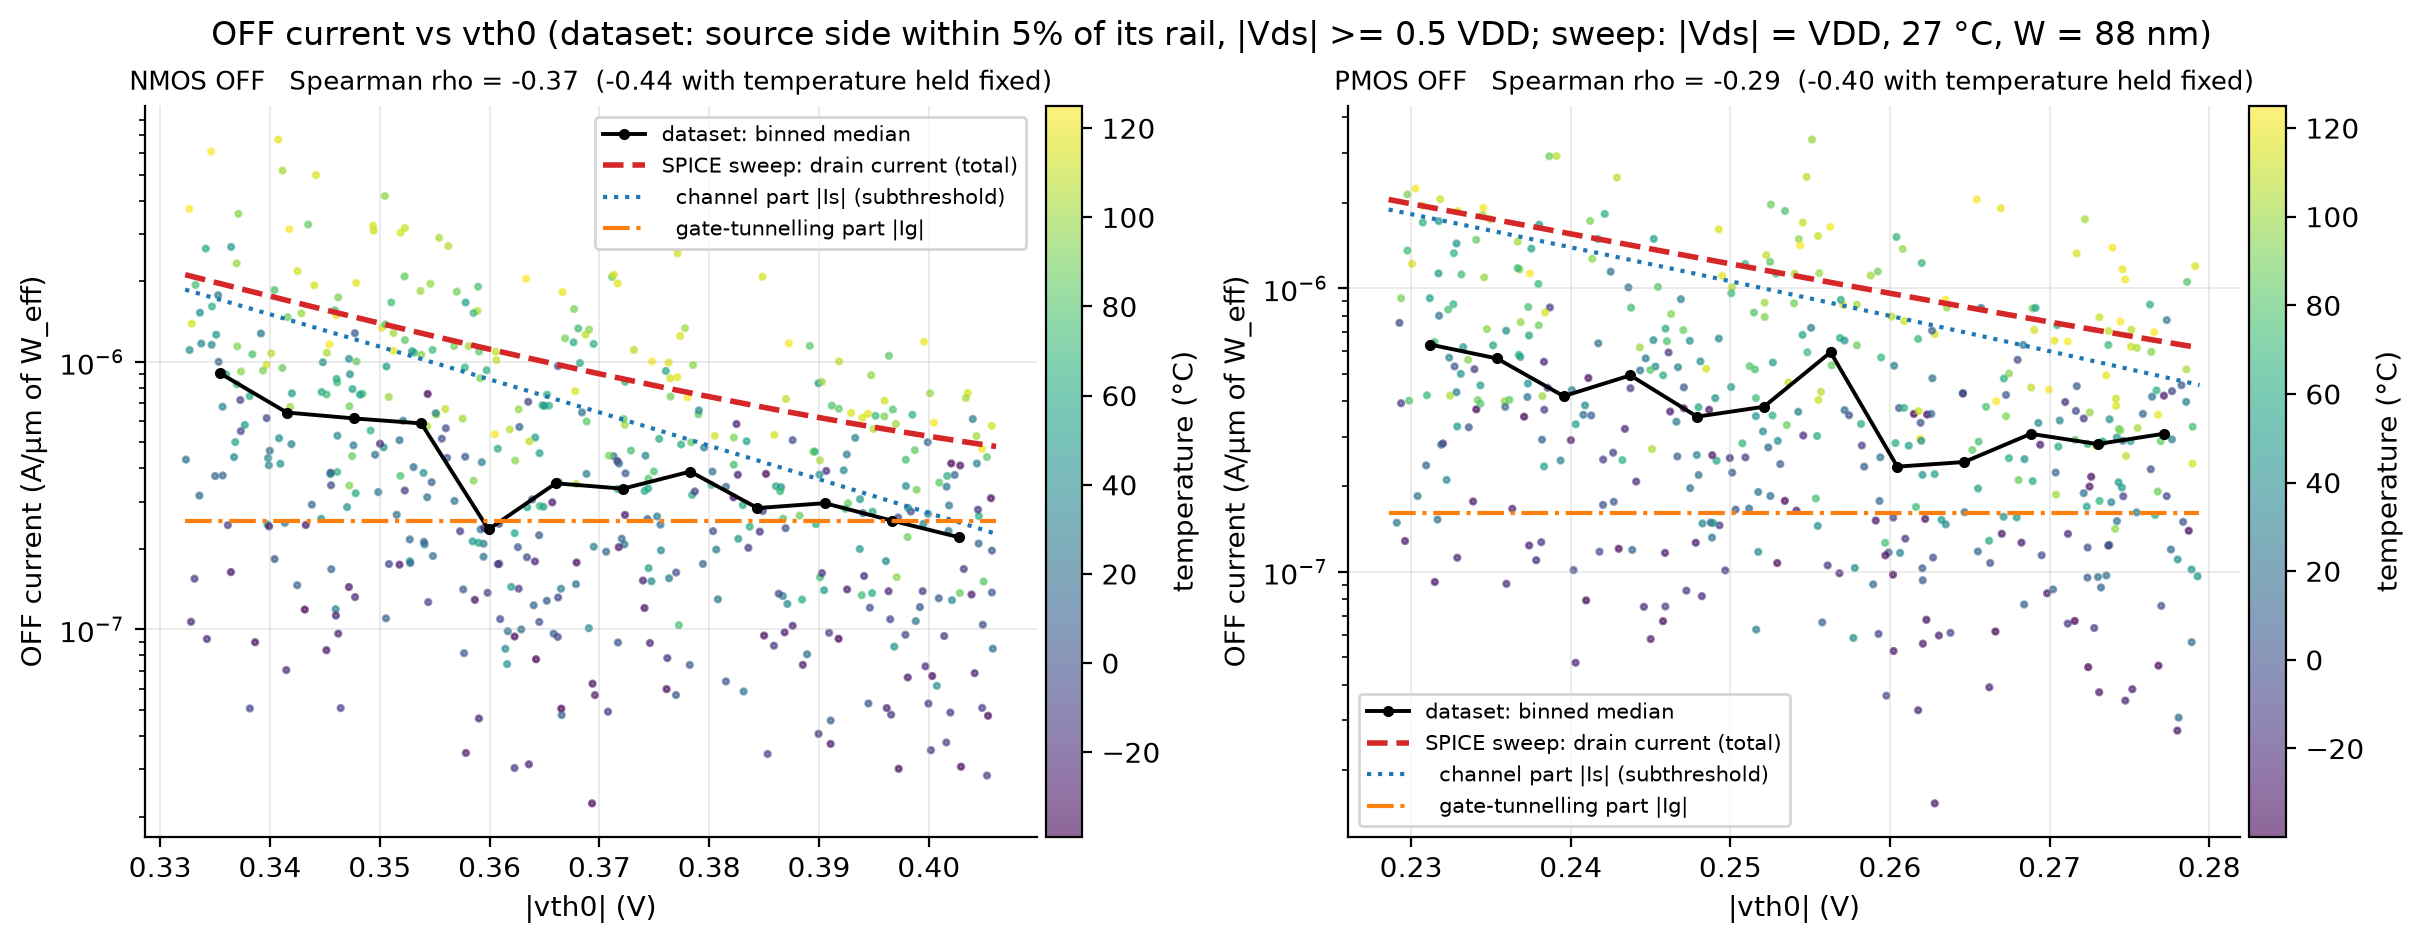 OFF current vs vth0 (dataset: source side within 5% of its rail, |Vds| >= 0.5 VDD; sweep: |Vds| = VDD, 27 °C, W = 88 nm)
NMOS OFF   Spearman rho = -0.37  (-0.44 with temperature held fixed)
OFF current (A/µm of W_eff)
10⁻⁶
10⁻⁷
dataset: binned median
SPICE sweep: drain current (total)
channel part |Is| (subthreshold)
gate-tunnelling part |Ig|
0.33 0.34 0.35 0.36 0.37 0.38 0.39 0.40
|vth0| (V)
120
100
80
60
40
20
0
−20
temperature (°C)
PMOS OFF   Spearman rho = -0.29  (-0.40 with temperature held fixed)
OFF current (A/µm of W_eff)
10⁻⁶
10⁻⁷
dataset: binned median
SPICE sweep: drain current (total)
channel part |Is| (subthreshold)
gate-tunnelling part |Ig|
0.23 0.24 0.25 0.26 0.27 0.28
|vth0| (V)
120
100
80
60
40
20
0
−20
temperature (°C)